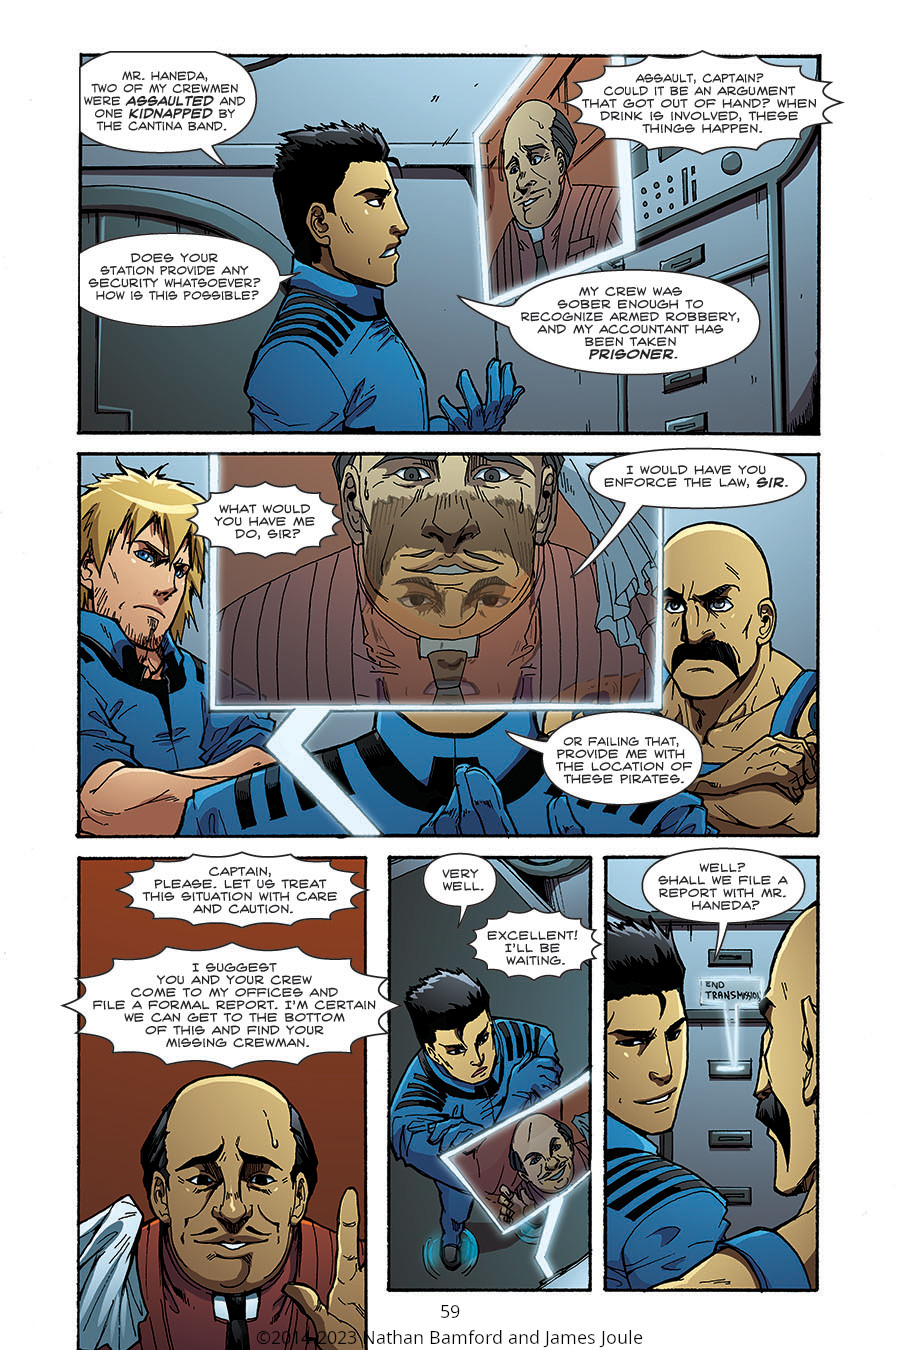 MR. HANEDA,
TWO OF MY CREWMEN
WERE ASSAULTED AND
ONE KIDNAPPED BY
THE CANTINA BAND.
ASSAULT, CAPTAIN?
COULD IT BE AN ARGUMENT
THAT GOT OUT OF HAND? WHEN
DRINK IS INVOLVED, THESE
THINGS HAPPEN.
DOES YOUR
STATION PROVIDE ANY
SECURITY WHATSOEVER?
HOW IS THIS POSSIBLE?
MY CREW WAS
SOBER ENOUGH TO
RECOGNIZE ARMED ROBBERY,
AND MY ACCOUNTANT HAS
BEEN TAKEN
PRISONER.
WHAT WOULD
YOU HAVE ME
DO, SIR?
I WOULD HAVE YOU
ENFORCE THE LAW, SIR.
OR FAILING THAT,
PROVIDE ME WITH
THE LOCATION OF
THESE PIRATES.
CAPTAIN,
PLEASE. LET US TREAT
THIS SITUATION WITH CARE
AND CAUTION.
I SUGGEST
YOU AND YOUR CREW
COME TO MY OFFICES AND
FILE A FORMAL REPORT. I'M CERTAIN
WE CAN GET TO THE BOTTOM
OF THIS AND FIND YOUR
MISSING CREWMAN.
VERY
WELL.
EXCELLENT!
I'LL BE
WAITING.
WELL?
SHALL WE FILE A
REPORT WITH MR.
HANEDA?
END
TRANSMISSION
59
©2014-2023 Nathan Bamford and James Joule